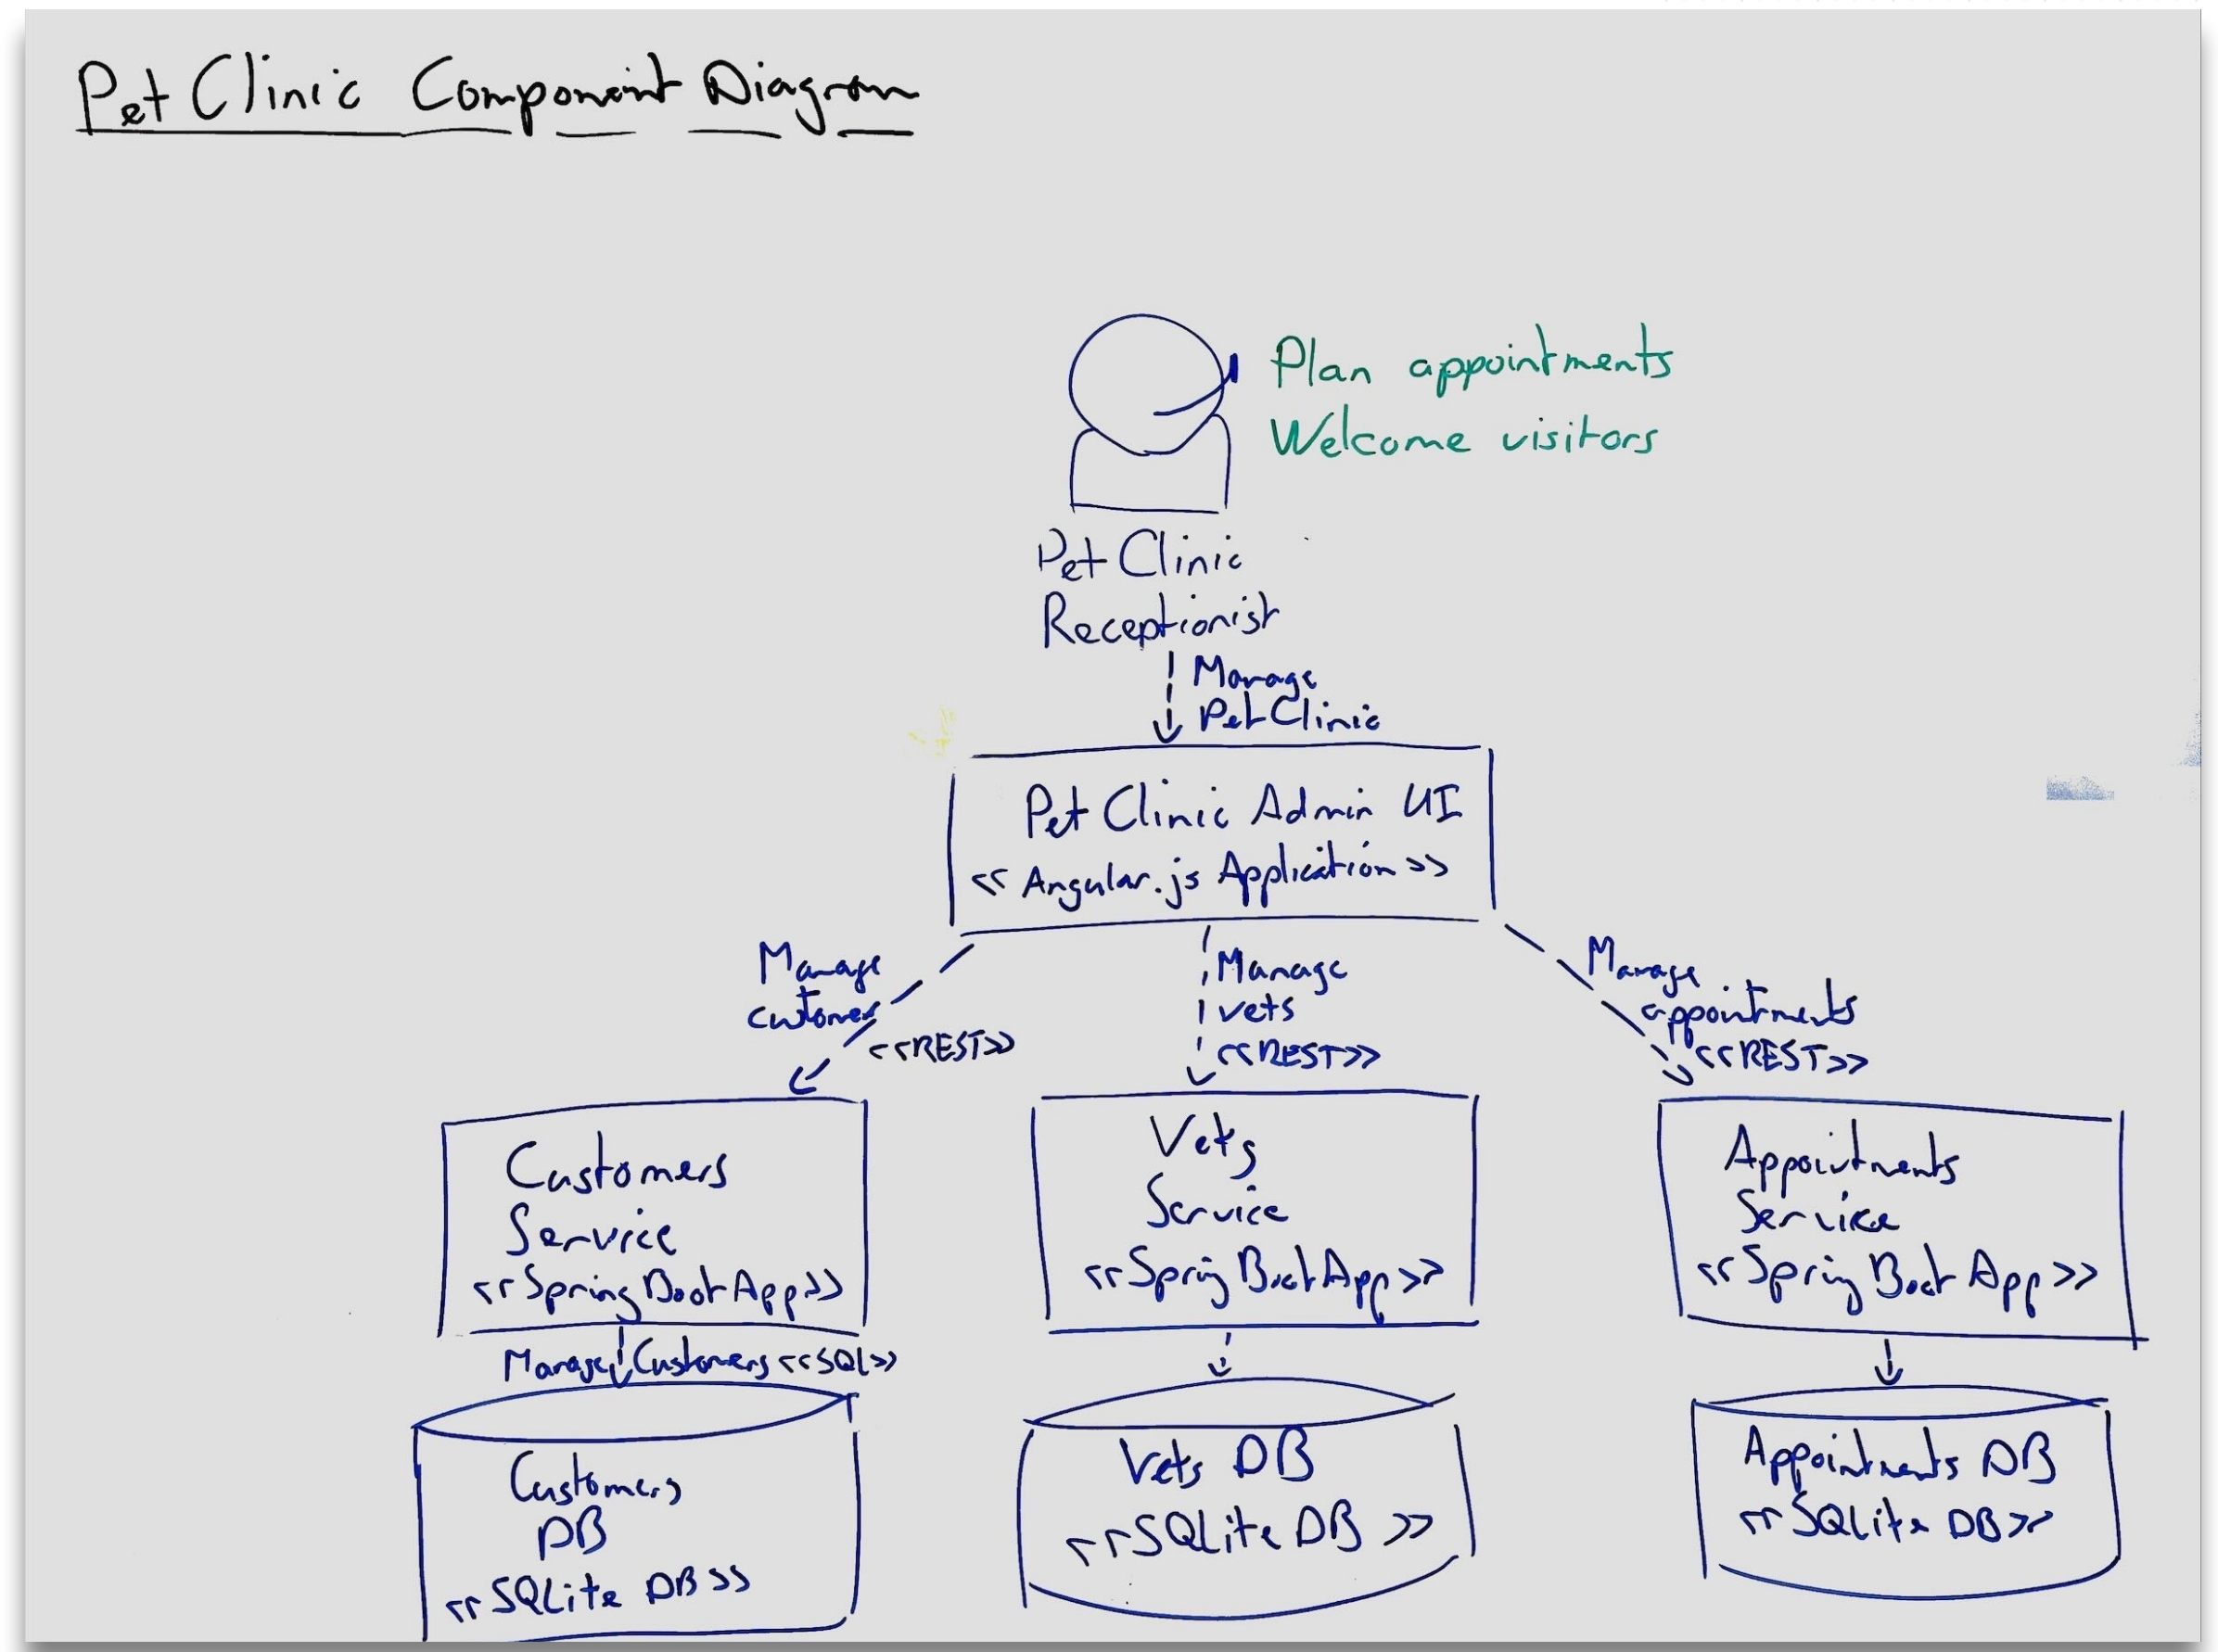 Pet Clinic Component Diagram
Plan appointments
Welcome visitors
Pet Clinic
Receptionist
Manage
Pet Clinic
Pet Clinic Admin UI
<< Angular.js Application >>
Manage
customer
<<REST>>
Manage
vets
<<REST>>
Manage
appointments
<<REST>>
Customers
Service
<<Spring Boot App>>
Vets
Service
<<Spring Boot App>>
Appointments
Service
<<Spring Boot App>>
Manage Customers <<SQL>>
Customers
DB
<<SQLite DB>>
Vets DB
<<SQLite DB >>
Appointments DB
<<SQLite DB>>